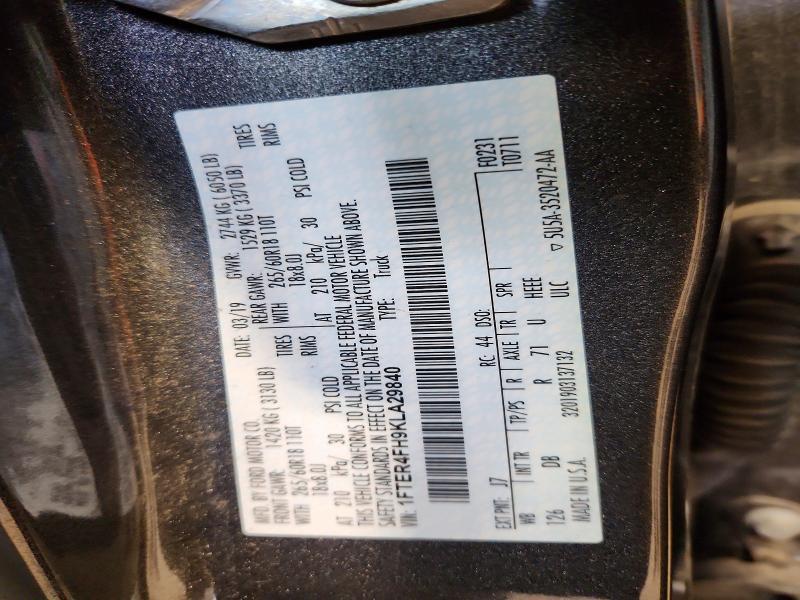 MFD. BY FORD MOTOR CO.
DATE: 03/19 GVWR: 2744 KG ( 6050 LB)
FRONT GAWR: 1420 KG ( 3130 LB) REAR GAWR: 1529 KG ( 3370 LB)
WITH 265/60R18 110T TIRES WITH 265/60R18 110T TIRES
18x8.0J RIMS 18x8.0J RIMS
AT 210 kPa/ 30 PSI COLD AT 210 kPa/ 30 PSI COLD
THIS VEHICLE CONFORMS TO ALL APPLICABLE FEDERAL MOTOR VEHICLE
SAFETY STANDARDS IN EFFECT ON THE DATE OF MANUFACTURE SHOWN ABOVE.
VIN: 1FTER4FH9KLA29840 TYPE: Truck
EXT PNT: J7 RC: 44 DSO: F0231
WB INT TR TP/PS R AXLE TR SPR T0711
126 DB R 71 U HEEE
3201903137132 ULC ▽ 5U5A-3520472-AA
MADE IN U.S.A.